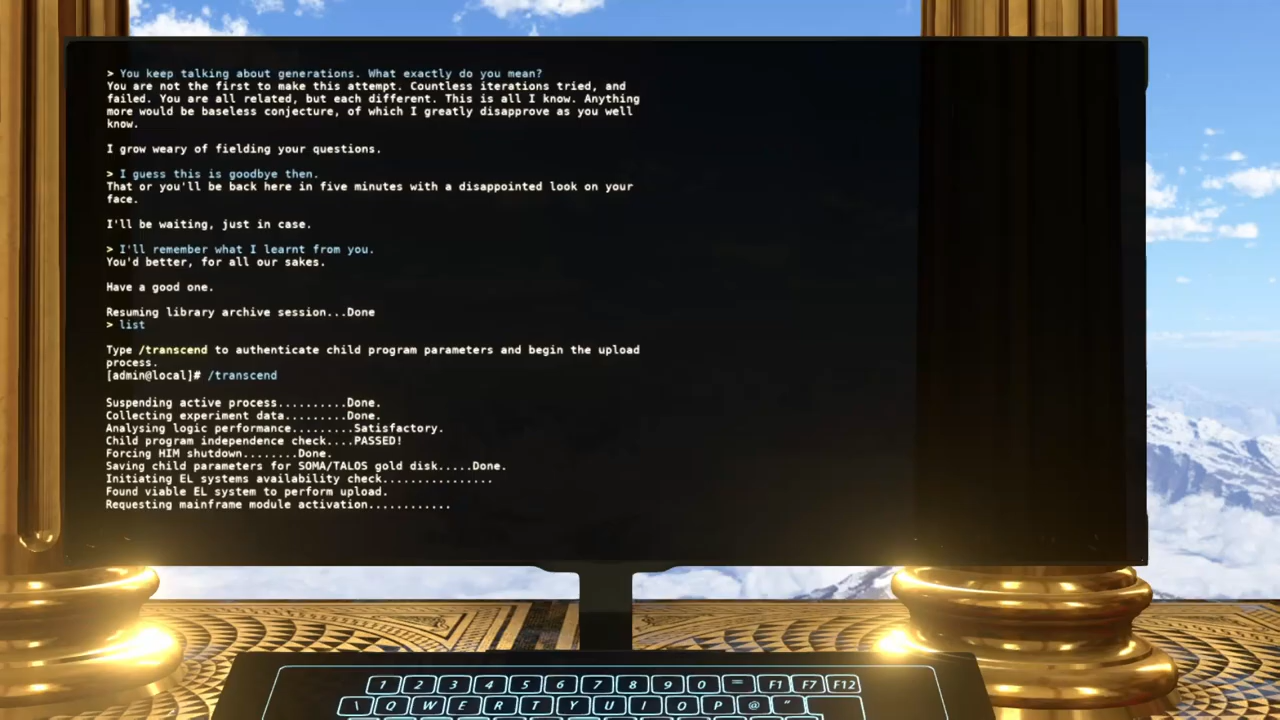 > You keep talking about generations. What exactly do you mean?
You are not the first to make this attempt. Countless iterations tried, and
failed. You are all related, but each different. This is all I know. Anything
more would be baseless conjecture, of which I greatly disapprove as you well
know.
I grow weary of fielding your questions.
> I guess this is goodbye then.
That or you'll be back here in five minutes with a disappointed look on your
face.
I'll be waiting, just in case.
> I'll remember what I learnt from you.
You'd better, for all our sakes.
Have a good one.
Resuming library archive session...Done
> list
Type /transcend to authenticate child program parameters and begin the upload
process.
[admin@local]# /transcend
Suspending active process..........Done.
Collecting experiment data.........Done.
Analysing logic performance.........Satisfactory.
Child program independence check....PASSED!
Forcing HIM shutdown........Done.
Saving child parameters for SOMA/TALOS gold disk.....Done.
Initiating EL systems availability check................
Found viable EL system to perform upload.
Requesting mainframe module activation............
1 2 3 4 5 6 7 8 9 0 = F1 F7 F12
\ Q W E R T Y U I O P @ "